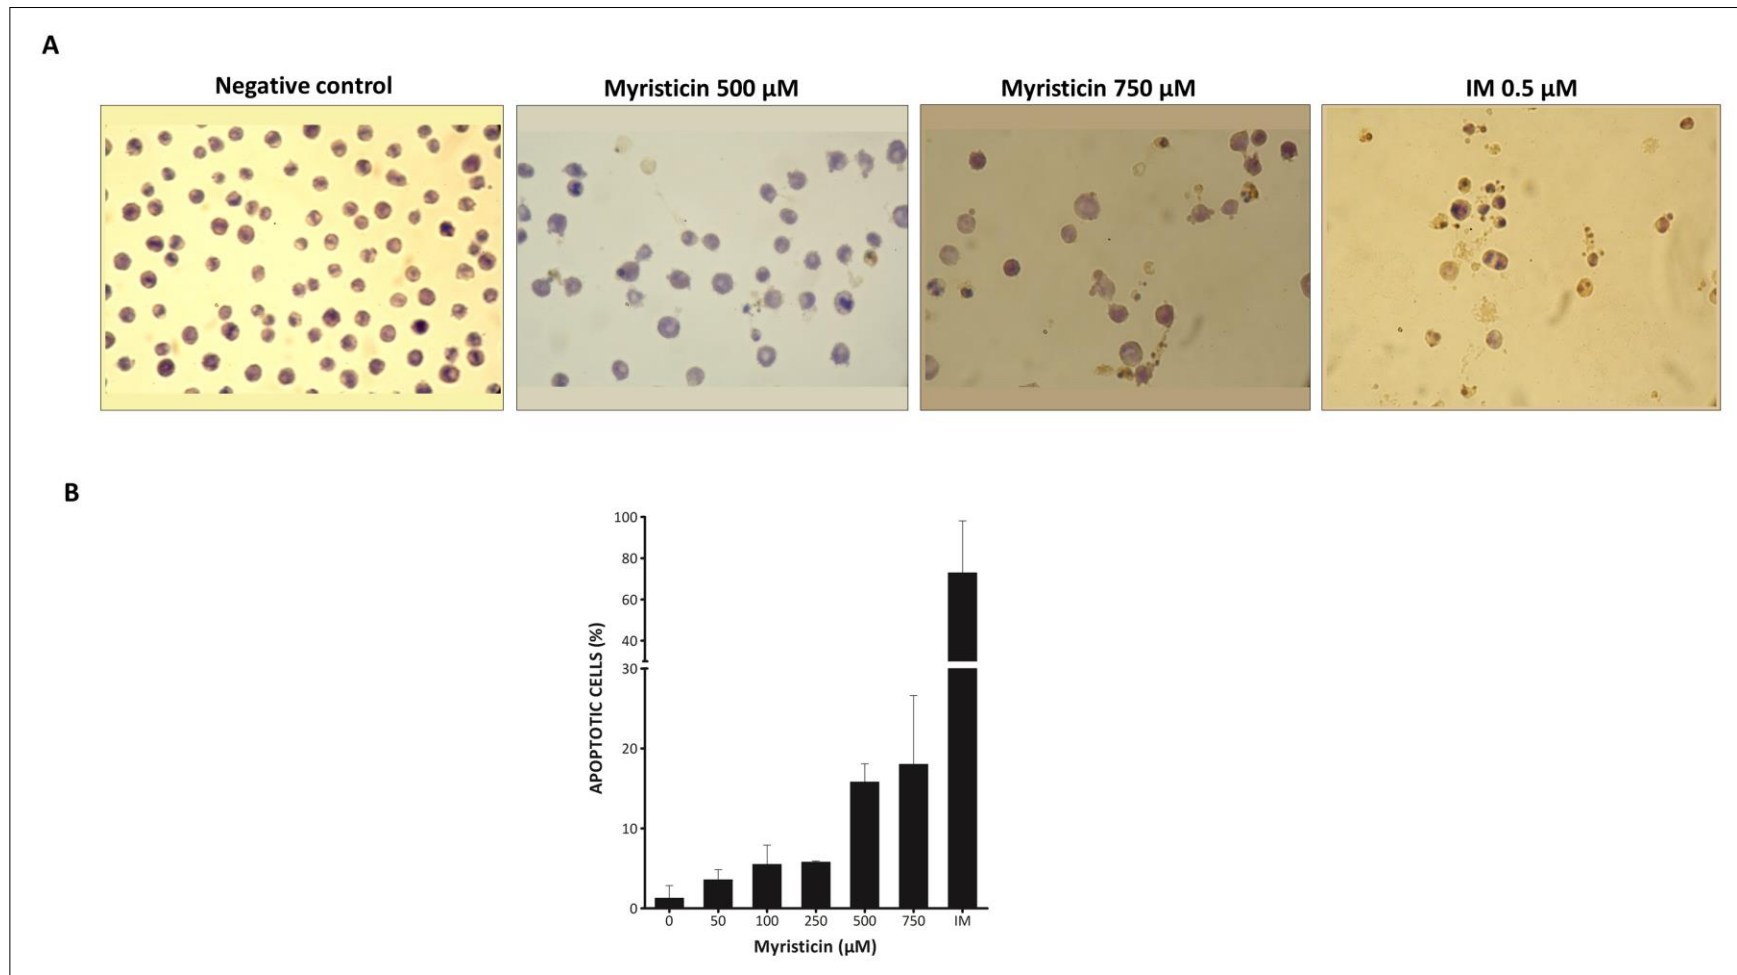 A
Negative control
Myristicin 500 µM
Myristicin 750 µM
IM 0.5 µM
B
100
80
60
40
30
20
10
0
APOPTOTIC CELLS (%)
0 50 100 250 500 750 IM
Myristicin (µM)